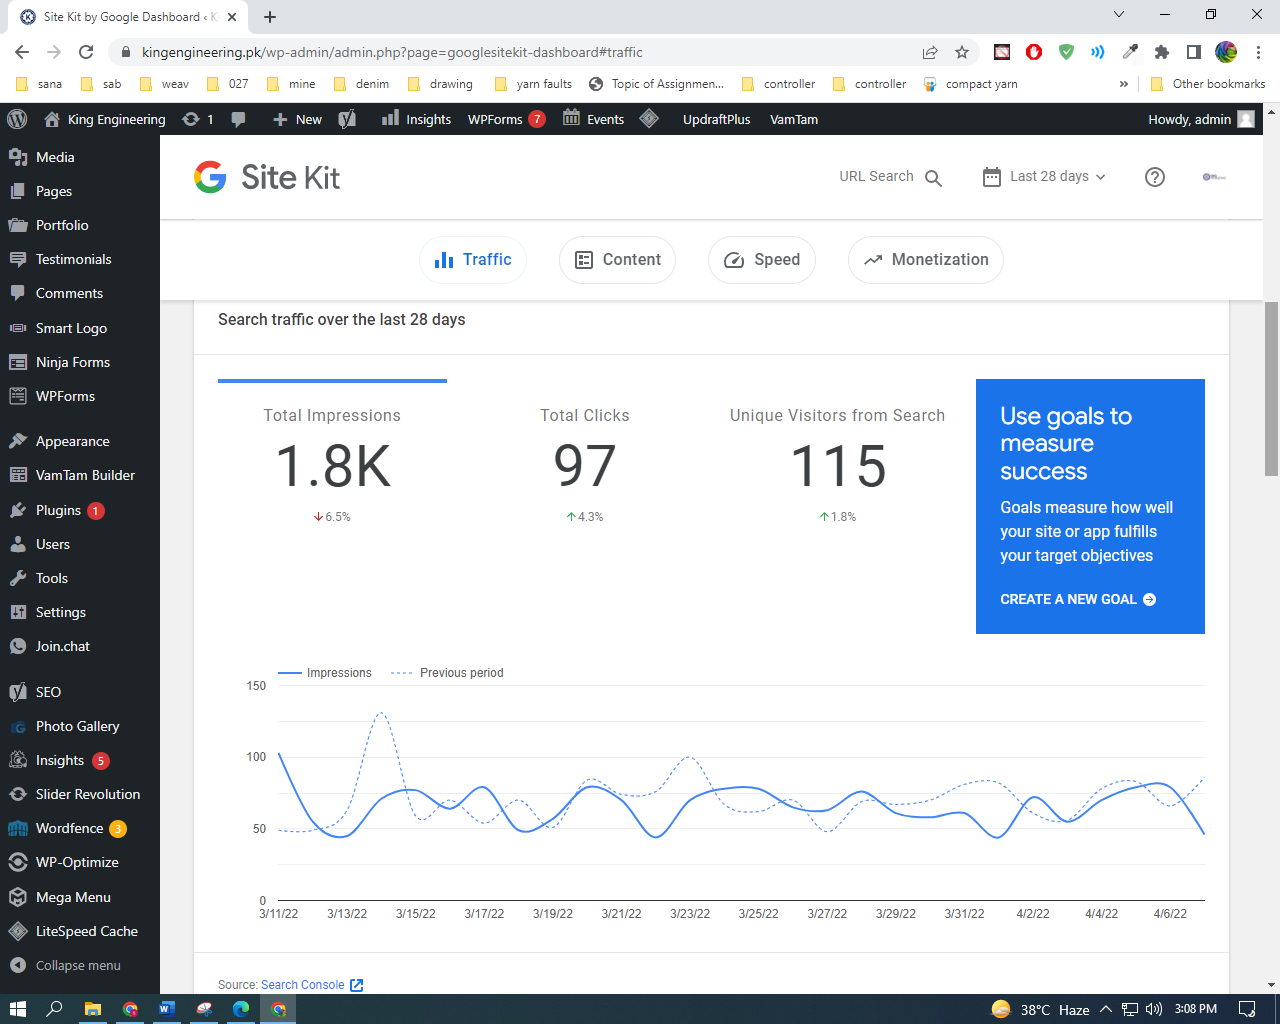 Site Kit by Google Dashboard ‹ K
kingengineering.pk/wp-admin/admin.php?page=googlesitekit-dashboard#traffic
sana
sab
weav
027
mine
denim
drawing
yarn faults
Topic of Assignmen...
controller
controller
compact yarn
»
Other bookmarks
King Engineering
1
New
Insights
WPForms 7
Events
UpdraftPlus
VamTam
Howdy, admin
Media
Pages
Portfolio
Testimonials
Comments
Smart Logo
Ninja Forms
WPForms
Appearance
VamTam Builder
Plugins 1
Users
Tools
Settings
Join.chat
SEO
Photo Gallery
Insights 5
Slider Revolution
Wordfence 3
WP-Optimize
Mega Menu
LiteSpeed Cache
Collapse menu
G Site Kit
URL Search
Last 28 days
Traffic
Content
Speed
Monetization
Search traffic over the last 28 days
Total Impressions
1.8K
6.5%
Total Clicks
97
4.3%
Unique Visitors from Search
115
1.8%
Use goals to
measure
success
Goals measure how well
your site or app fulfills
your target objectives
CREATE A NEW GOAL
Impressions
Previous period
150
100
50
0
3/11/22
3/13/22
3/15/22
3/17/22
3/19/22
3/21/22
3/23/22
3/25/22
3/27/22
3/29/22
3/31/22
4/2/22
4/4/22
4/6/22
Source: Search Console
38°C Haze
3:08 PM